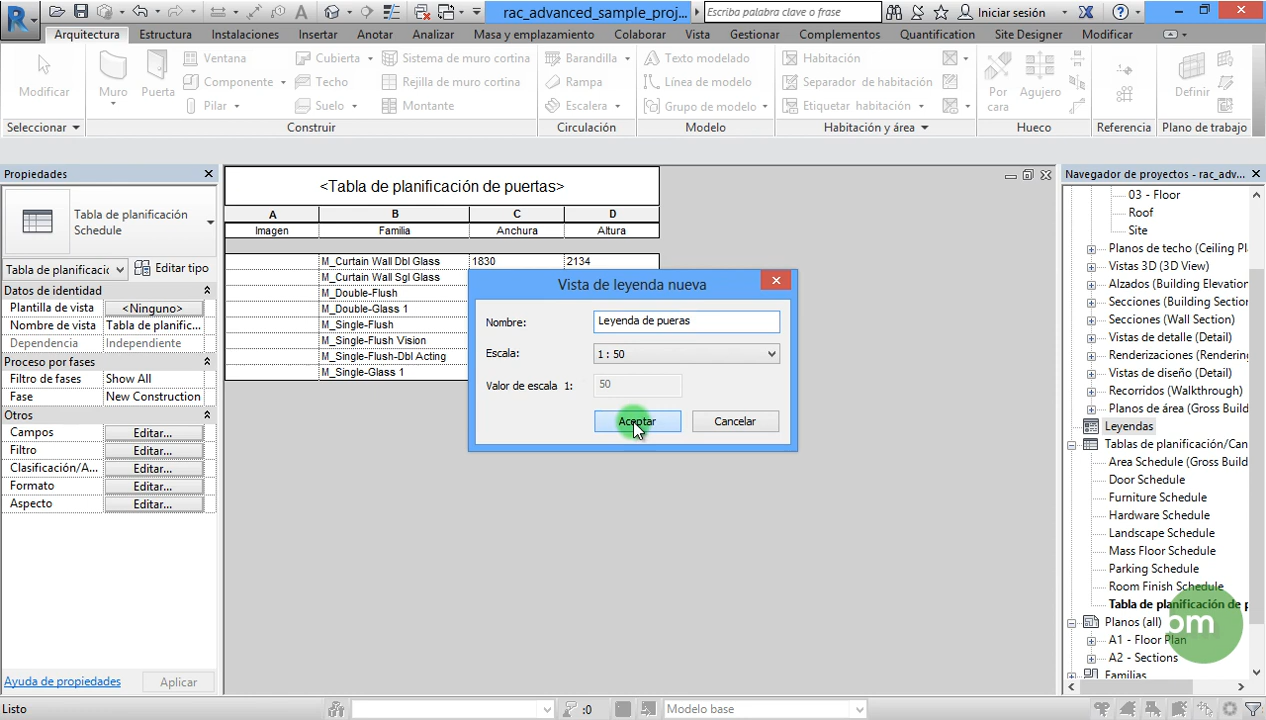 rac_advanced_sample_proj...
Escriba palabra clave o frase
Iniciar sesión
Arquitectura Estructura Instalaciones Insertar Anotar Analizar Masa y emplazamiento Colaborar Vista Gestionar Complementos Quantification Site Designer Modificar
Modificar
Muro
Puerta
Ventana
Componente
Pilar
Cubierta
Techo
Suelo
Sistema de muro cortina
Rejilla de muro cortina
Montante
Barandilla
Rampa
Escalera
Texto modelado
Línea de modelo
Grupo de modelo
Habitación
Separador de habitación
Etiquetar habitación
Por cara
Agujero
Definir
Seleccionar Construir Circulación Modelo Habitación y área Hueco Referencia Plano de trabajo
Propiedades
Tabla de planificación
Schedule
Tabla de planificació Editar tipo
Datos de identidad
Plantilla de vista <Ninguno>
Nombre de vista Tabla de planific...
Dependencia Independiente
Proceso por fases
Filtro de fases Show All
Fase New Construction
Otros
Campos Editar...
Filtro Editar...
Clasificación/A... Editar...
Formato Editar...
Aspecto Editar...
Ayuda de propiedades Aplicar
<Tabla de planificación de puertas>
A B C D
Imagen Familia Anchura Altura
M_Curtain Wall Dbl Glass 1830 2134
M_Curtain Wall Sgl Glass
M_Double-Flush
M_Double-Glass 1
M_Single-Flush
M_Single-Flush Vision
M_Single-Flush-Dbl Acting
M_Single-Glass 1
Vista de leyenda nueva
Nombre: Leyenda de pueras
Escala: 1 : 50
Valor de escala 1: 50
Aceptar Cancelar
Navegador de proyectos - rac_adv...
03 - Floor
Roof
Site
Planos de techo (Ceiling Pl
Vistas 3D (3D View)
Alzados (Building Elevation
Secciones (Building Section
Secciones (Wall Section)
Vistas de detalle (Detail)
Renderizaciones (Rendering
Vistas de diseño (Detail)
Recorridos (Walkthrough)
Planos de área (Gross Build
Leyendas
Tablas de planificación/Can
Area Schedule (Gross Build
Door Schedule
Furniture Schedule
Hardware Schedule
Landscape Schedule
Mass Floor Schedule
Parking Schedule
Room Finish Schedule
Tabla de planificación de p
Planos (all)
A1 - Floor Plan
A2 - Sections
Familias
bm
Listo
:0
Modelo base